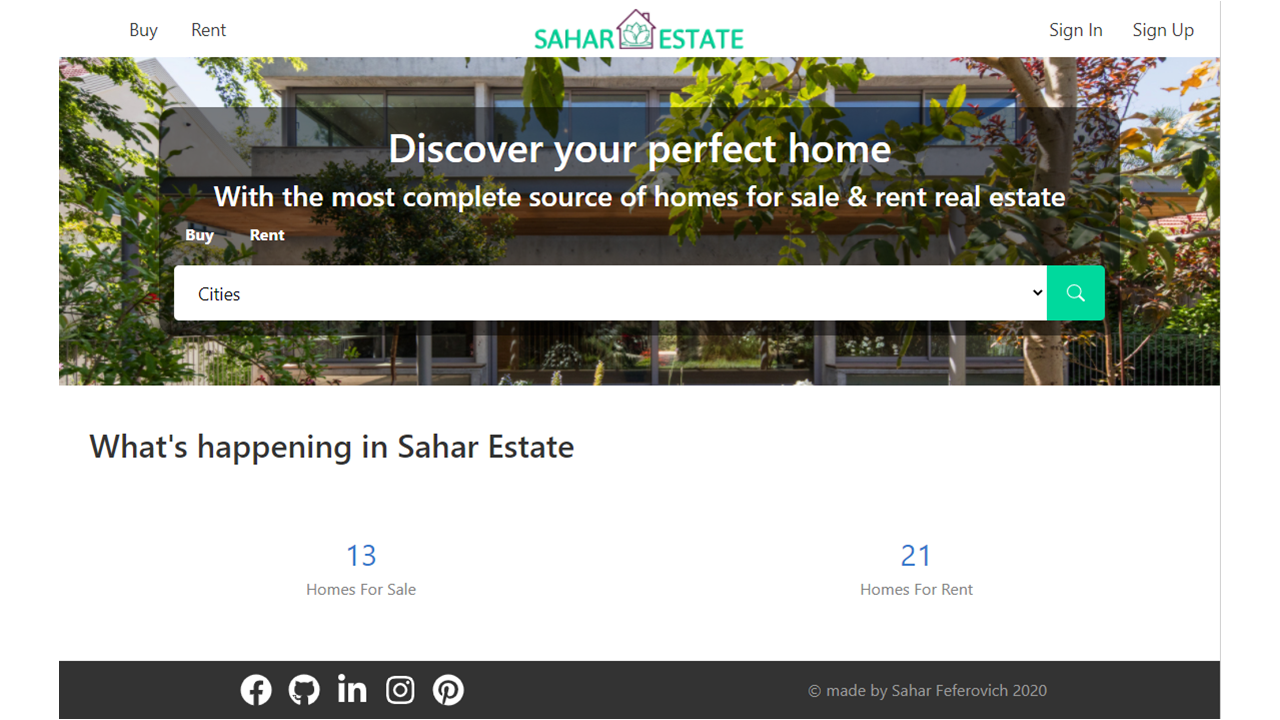 Buy Rent SAHAR ESTATE Sign In Sign Up
Discover your perfect home
With the most complete source of homes for sale & rent real estate
Buy Rent
Cities
What's happening in Sahar Estate
13 21
Homes For Sale Homes For Rent
© made by Sahar Feferovich 2020